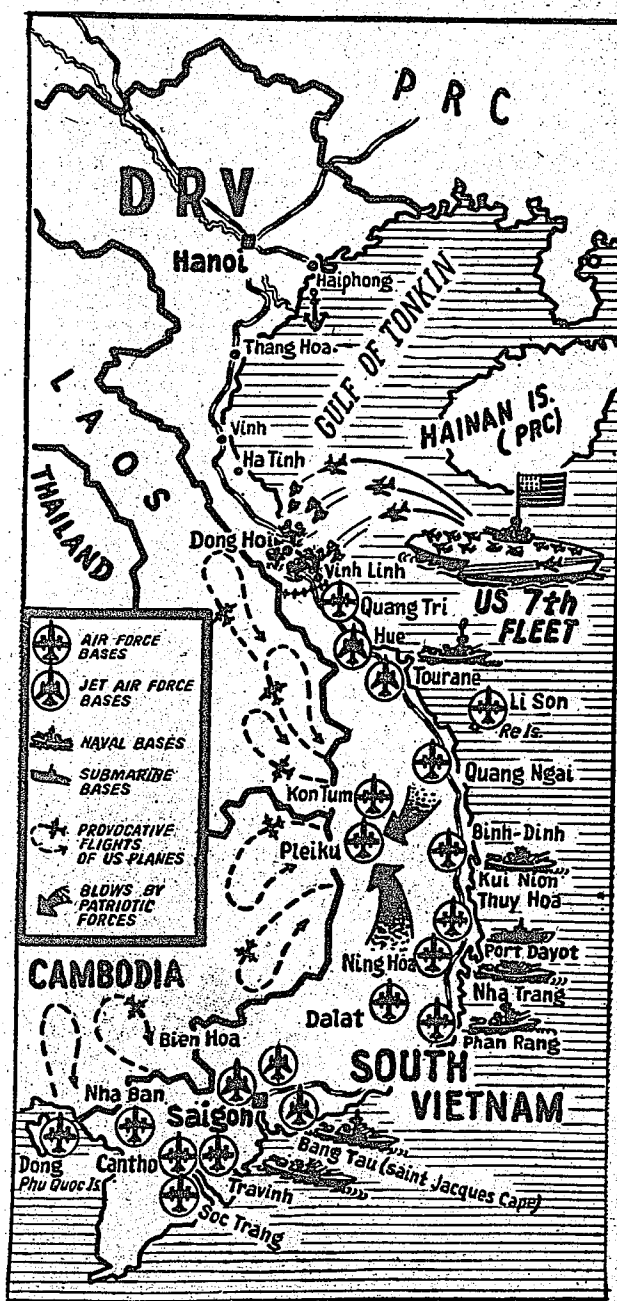 PRC
DRV
Hanoi
Haiphong
Thang Hoa
GULF OF TONKIN
LAOS
Vinh
Ha Tinh
HAINAN IS.
(PRC)
THAILAND
Dong Hoi
Vinh Linh
US 7th
FLEET
Quang Tri
Hue
Tourane
Li Son
Re Is.
AIR FORCE
BASES
JET AIR FORCE
BASES
NAVAL BASES
SUBMARINE
BASES
PROVOCATIVE
FLIGHTS
OF US PLANES
BLOWS BY
PATRIOTIC
FORCES
Quang Ngai
Kon Tum
Pleiku
Binh-Dinh
Kui Nion
Thuy Hoa
Port Dayot
Ning Hoa
Nha Trang
Dalat
Phan Rang
CAMBODIA
Bien Hoa
SOUTH
VIETNAM
Nha Ban
Saigon
Bang Tau (Saint Jacques Cape)
Dong
Phu Quoc Is.
Cantho
Travinh
Soc Trang